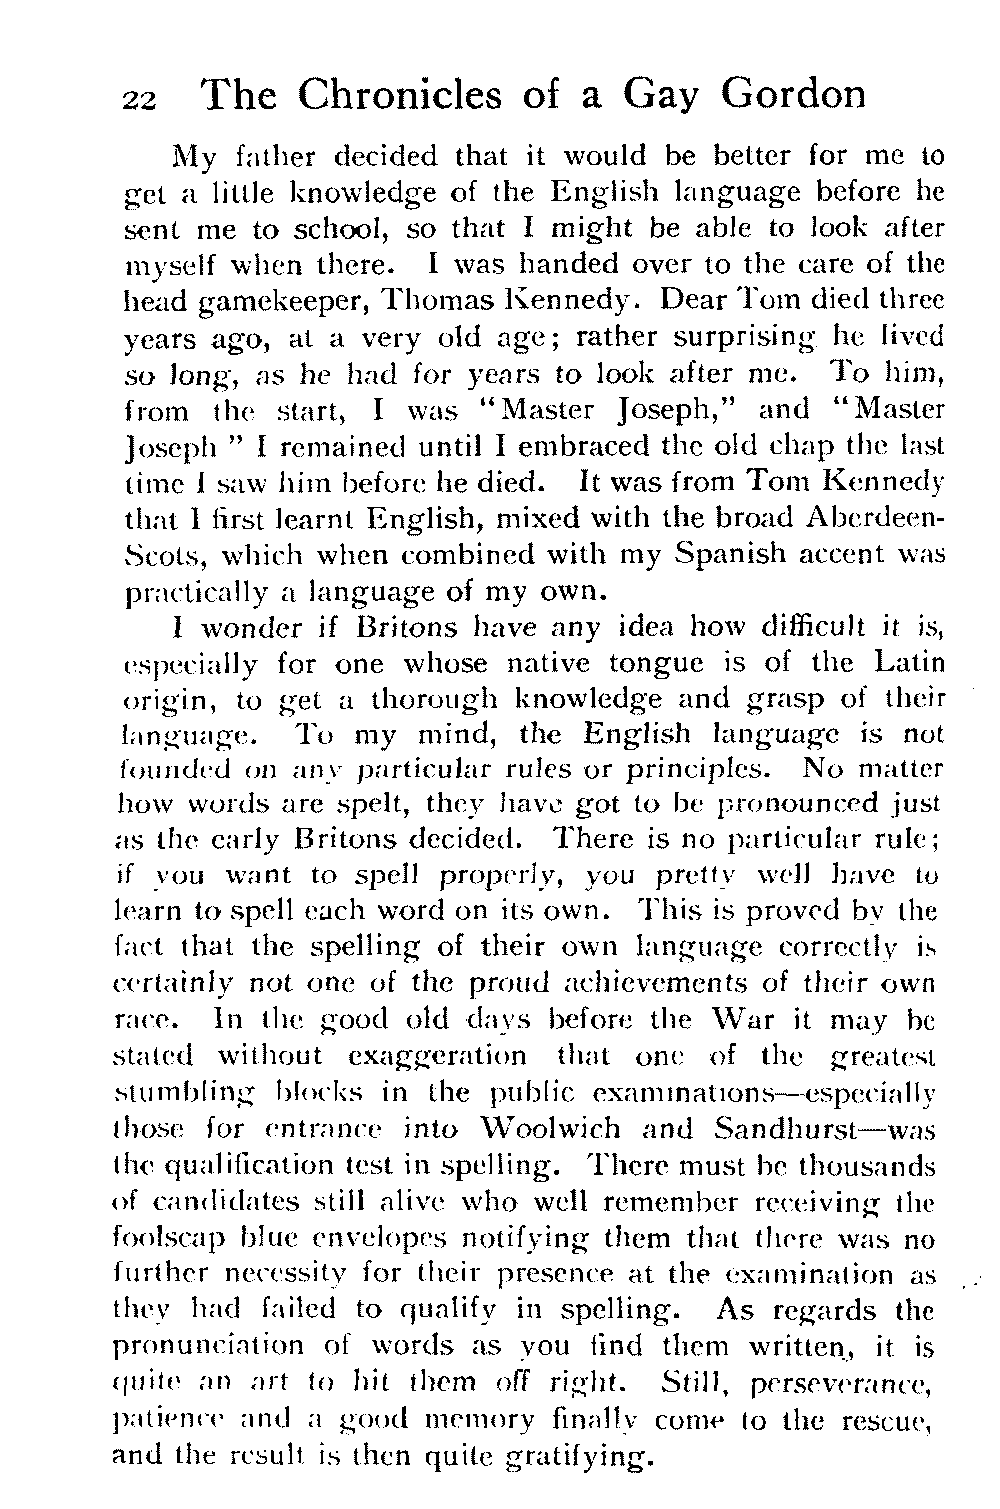 22 The Chronicles of a Gay Gordon
My father decided that it would be better for me to
get a little knowledge of the English language before he
sent me to school, so that I might be able to look after
myself when there. I was handed over to the care of the
head gamekeeper, Thomas Kennedy. Dear Tom died three
years ago, at a very old age; rather surprising he lived
so long, as he had for years to look after me. To him,
from the start, I was “Master Joseph,” and “Master
Joseph ” I remained until I embraced the old chap the last
time I saw him before he died. It was from Tom Kennedy
that I first learnt English, mixed with the broad Aberdeen-
Scots, which when combined with my Spanish accent was
practically a language of my own.
I wonder if Britons have any idea how difficult it is,
especially for one whose native tongue is of the Latin
origin, to get a thorough knowledge and grasp of their
language. To my mind, the English language is not
founded on any particular rules or principles. No matter
how words are spelt, they have got to be pronounced just
as the early Britons decided. There is no particular rule;
if you want to spell properly, you pretty well have to
learn to spell each word on its own. This is proved by the
fact that the spelling of their own language correctly is
certainly not one of the proud achievements of their own
race. In the good old days before the War it may be
stated without exaggeration that one of the greatest
stumbling blocks in the public examinations—especially
those for entrance into Woolwich and Sandhurst—was
the qualification test in spelling. There must be thousands
of candidates still alive who well remember receiving the
foolscap blue envelopes notifying them that there was no
further necessity for their presence at the examination as
they had failed to qualify in spelling. As regards the
pronunciation of words as you find them written, it is
quite an art to hit them off right. Still, perseverance,
patience and a good memory finally come to the rescue,
and the result is then quite gratifying.